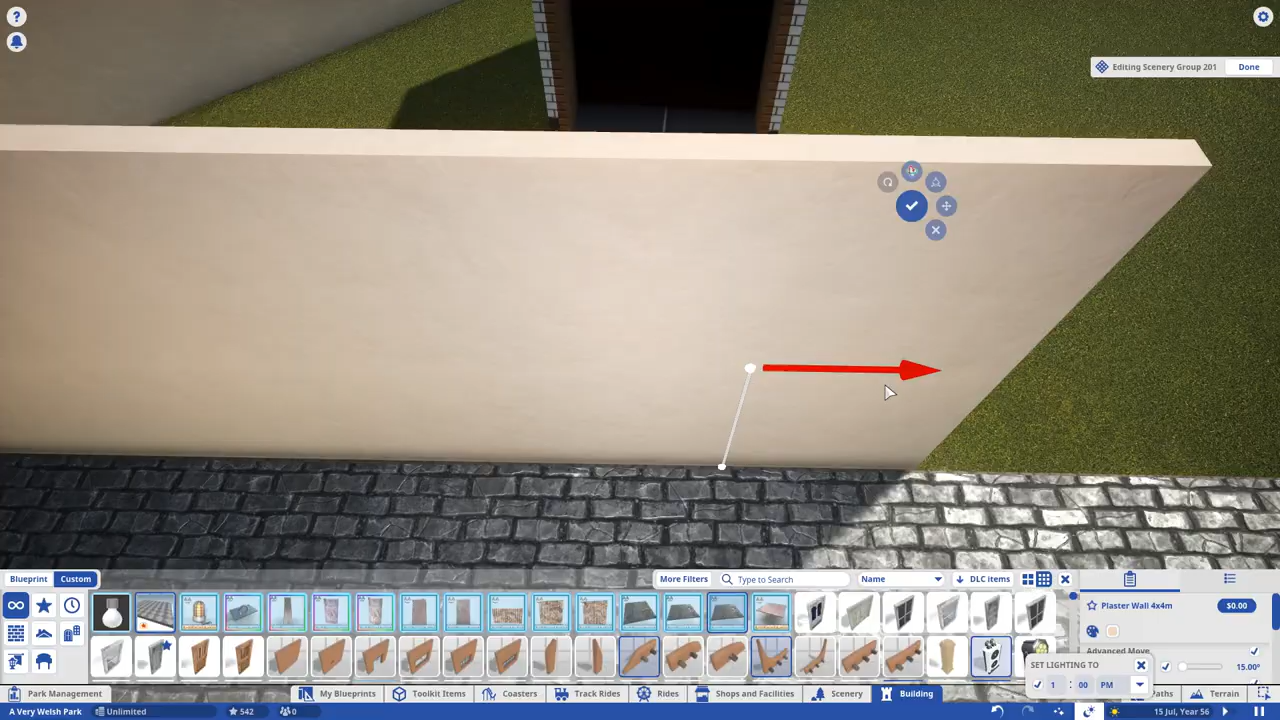 ?
Editing Scenery Group 201 Done
Blueprint Custom More Filters Type to Search Name DLC items
Plaster Wall 4x4m $0.00
Advanced Move
SET LIGHTING TO
15.00°
1 : 00 PM
Park Management My Blueprints Toolkit Items Coasters Track Rides Rides Shops and Facilities Scenery Building Paths Terrain
A Very Welsh Park Unlimited 542 0 15 Jul, Year 56